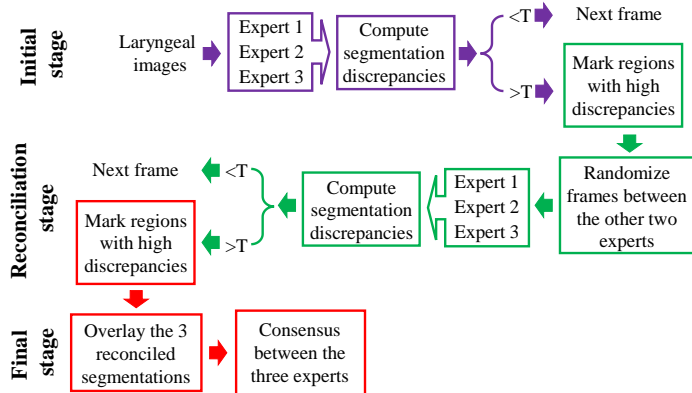 Initial
stage
Laryngeal
images
Expert 1
Expert 2
Expert 3
Compute
segmentation
discrepancies
<T
Next frame
>T
Mark regions
with high
discrepancies
Reconciliation
stage
Next frame
<T
>T
Mark regions
with high
discrepancies
Compute
segmentation
discrepancies
Expert 1
Expert 2
Expert 3
Randomize
frames between
the other two
experts
Final
stage
Overlay the 3
reconciled
segmentations
Consensus
between the
three experts